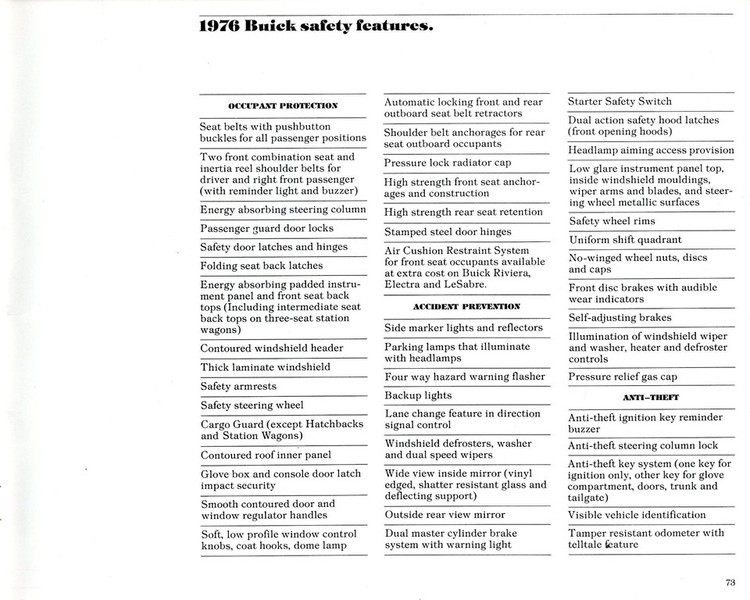 1976 Buick safety features.
OCCUPANT PROTECTION
Seat belts with pushbutton
buckles for all passenger positions
Two front combination seat and
inertia reel shoulder belts for
driver and right front passenger
(with reminder light and buzzer)
Energy absorbing steering column
Passenger guard door locks
Safety door latches and hinges
Folding seat back latches
Energy absorbing padded instru-
ment panel and front seat back
tops (Including intermediate seat
back tops on three-seat station
wagons)
Contoured windshield header
Thick laminate windshield
Safety armrests
Safety steering wheel
Cargo Guard (except Hatchbacks
and Station Wagons)
Contoured roof inner panel
Glove box and console door latch
impact security
Smooth contoured door and
window regulator handles
Soft, low profile window control
knobs, coat hooks, dome lamp
Automatic locking front and rear
outboard seat belt retractors
Shoulder belt anchorages for rear
seat outboard occupants
Pressure lock radiator cap
High strength front seat anchor-
ages and construction
High strength rear seat retention
Stamped steel door hinges
Air Cushion Restraint System
for front seat occupants available
at extra cost on Buick Riviera,
Electra and LeSabre.
ACCIDENT PREVENTION
Side marker lights and reflectors
Parking lamps that illuminate
with headlamps
Four way hazard warning flasher
Backup lights
Lane change feature in direction
signal control
Windshield defrosters, washer
and dual speed wipers
Wide view inside mirror (vinyl
edged, shatter resistant glass and
deflecting support)
Outside rear view mirror
Dual master cylinder brake
system with warning light
Starter Safety Switch
Dual action safety hood latches
(front opening hoods)
Headlamp aiming access provision
Low glare instrument panel top,
inside windshield mouldings,
wiper arms and blades, and steer-
ing wheel metallic surfaces
Safety wheel rims
Uniform shift quadrant
No-winged wheel nuts, discs
and caps
Front disc brakes with audible
wear indicators
Self-adjusting brakes
Illumination of windshield wiper
and washer, heater and defroster
controls
Pressure relief gas cap
ANTI-THEFT
Anti-theft ignition key reminder
buzzer
Anti-theft steering column lock
Anti-theft key system (one key for
ignition only, other key for glove
compartment, doors, trunk and
tailgate)
Visible vehicle identification
Tamper resistant odometer with
telltale feature
73